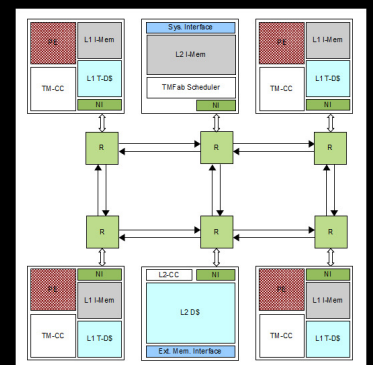 PE
L1 I-Mem
TM-CC
L1 T-D$
NI
Sys. Interface
L2 I-Mem
TMFab Scheduler
NI
PE
L1 I-Mem
TM-CC
L1 T-D$
NI
R
R
R
R
R
R
PE
NI
L1 I-Mem
TM-CC
L1 T-D$
L2-CC
NI
L2 D$
Ext. Mem. Interface
PE
NI
L1 I-Mem
TM-CC
L1 T-D$